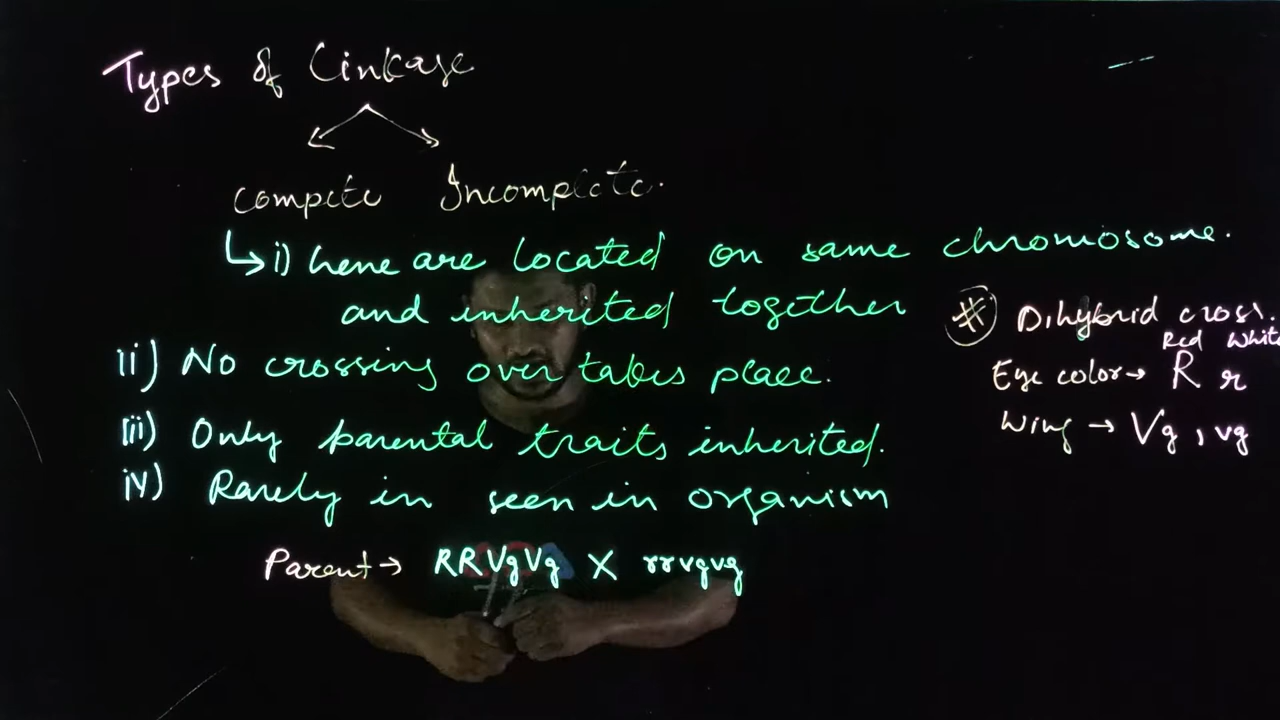 Types of Linkage
Compete Incomplete.
i) Gene are located on same chromosome.
and inherited together
ii) No crossing over takes place.
iii) Only parental traits inherited.
iv) Rarely in seen in organism
Parent → RRVgVg X rrvgvg
# Dihybrid cross.
Red White
Eye color → R r
Wing → Vg, vg